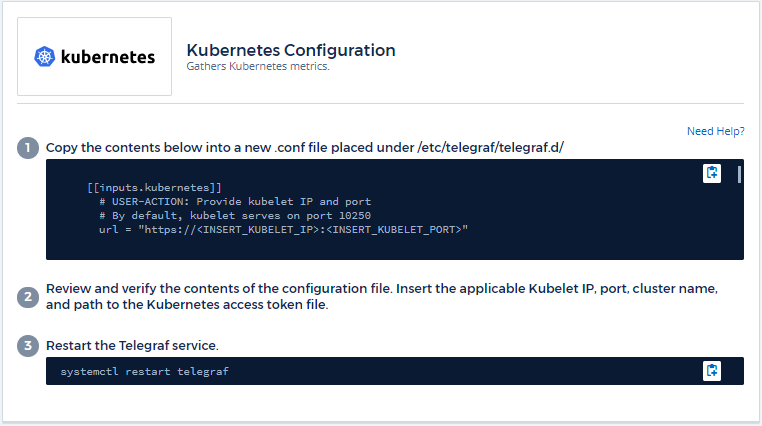 kubernetes
Kubernetes Configuration
Gathers Kubernetes metrics.
Need Help?
1 Copy the contents below into a new .conf file placed under /etc/telegraf/telegraf.d/
[[inputs.kubernetes]]
# USER-ACTION: Provide kubelet IP and port
# By default, kubelet serves on port 10250
url = "https://<INSERT_KUBELET_IP>:<INSERT_KUBELET_PORT>"
2 Review and verify the contents of the configuration file. Insert the applicable Kubelet IP, port, cluster name,
and path to the Kubernetes access token file.
3 Restart the Telegraf service.
systemctl restart telegraf